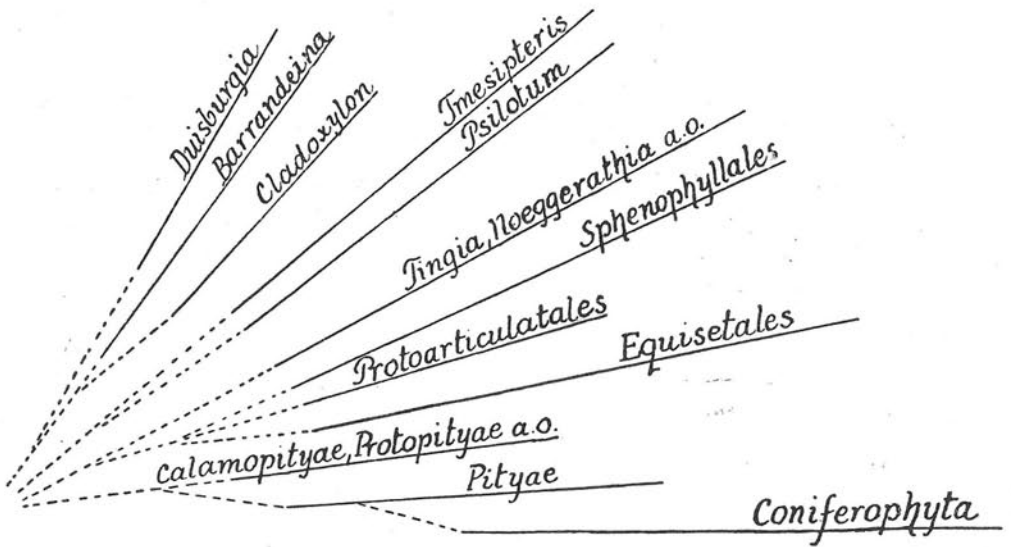 Duisburgia
Barrandeina
Cladoxylon
Tmesipteris
Psilotum
Tingia, Noeggerathia a.o.
Sphenophyllales
Protoarticulatales
Equisetales
Calamopityae, Protopityae a.o.
Pityae
Coniferophyta